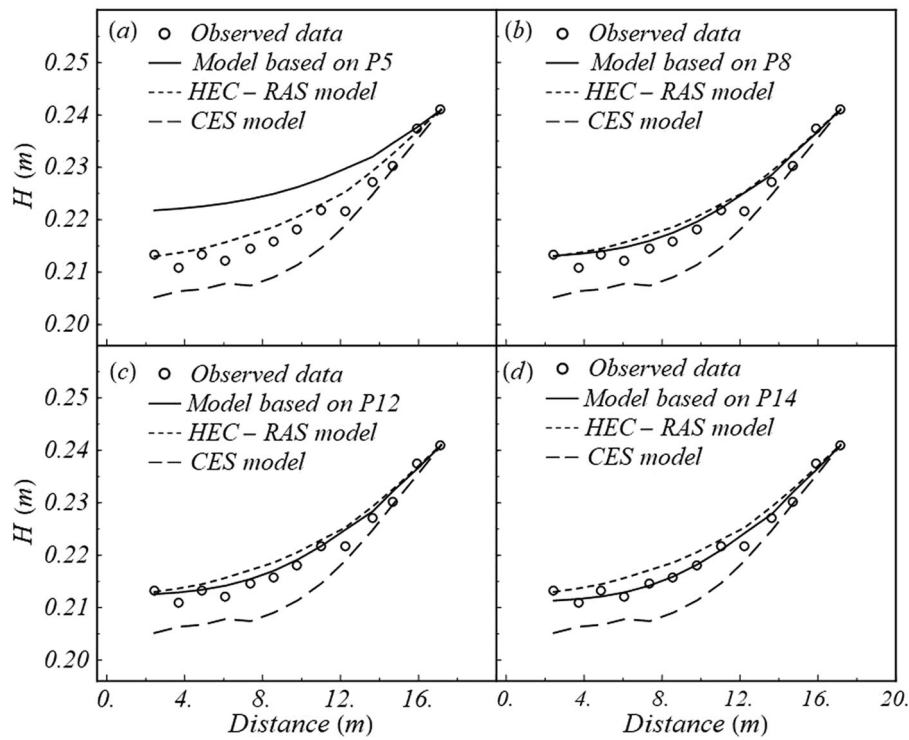 (a) Observed data
Model based on P5
HEC – RAS model
CES model
(b) Observed data
Model based on P8
HEC – RAS model
CES model
0.25
0.24
0.23
0.22
0.21
0.20
H (m)
(c) Observed data
Model based on P12
HEC – RAS model
CES model
(d) Observed data
Model based on P14
HEC – RAS model
CES model
0.25
0.24
0.23
0.22
0.21
0.20
H (m)
0. 4. 8. 12. 16.
0. 4. 8. 12. 16. 20.
Distance (m)
Distance (m)